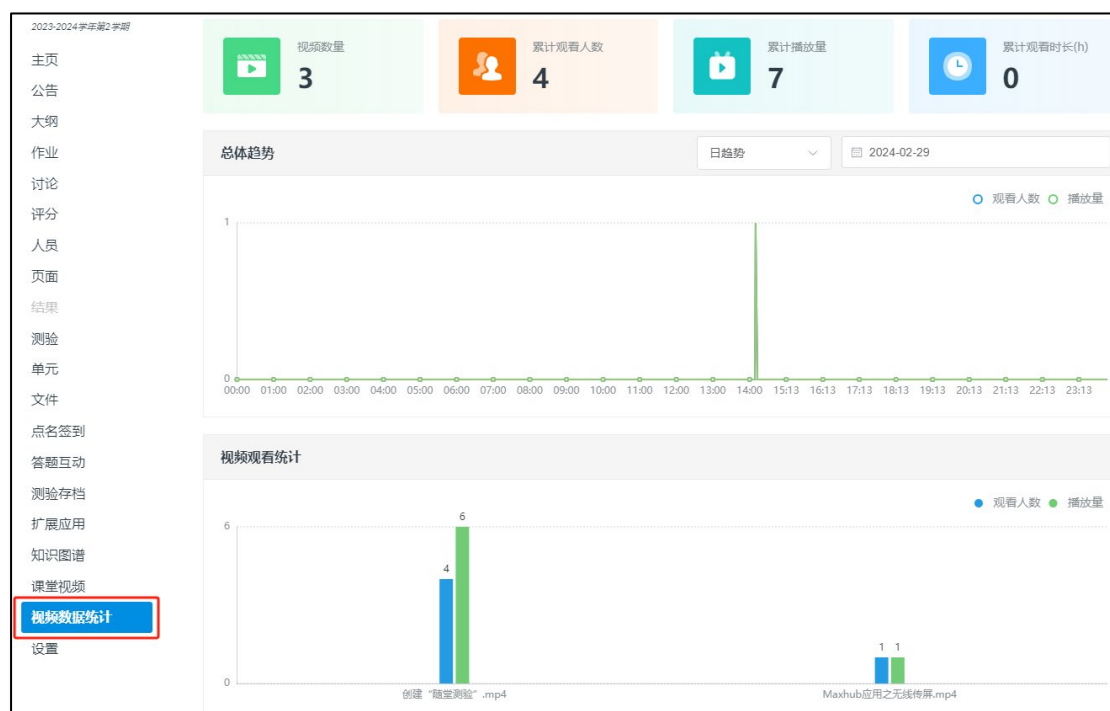 2023-2024学年第2学期
主页
公告
大纲
作业
讨论
评分
人员
页面
结果
测验
单元
文件
点名签到
答题互动
测验存档
扩展应用
知识图谱
课堂视频
视频数据统计
设置
视频数量
3
累计观看人数
4
累计播放量
7
累计观看时长(h)
0
总体趋势 日趋势 2024-02-29
观看人数 播放量
1
0
00:00 01:00 02:00 03:00 04:00 05:00 06:00 07:00 08:00 09:00 10:00 11:00 12:00 13:00 14:00 15:13 16:13 17:13 18:13 19:13 20:13 21:13 22:13 23:13
视频观看统计
观看人数 播放量
6
6
4
1 1
0
创建“随堂测验”.mp4 Maxhub应用之无线传屏.mp4